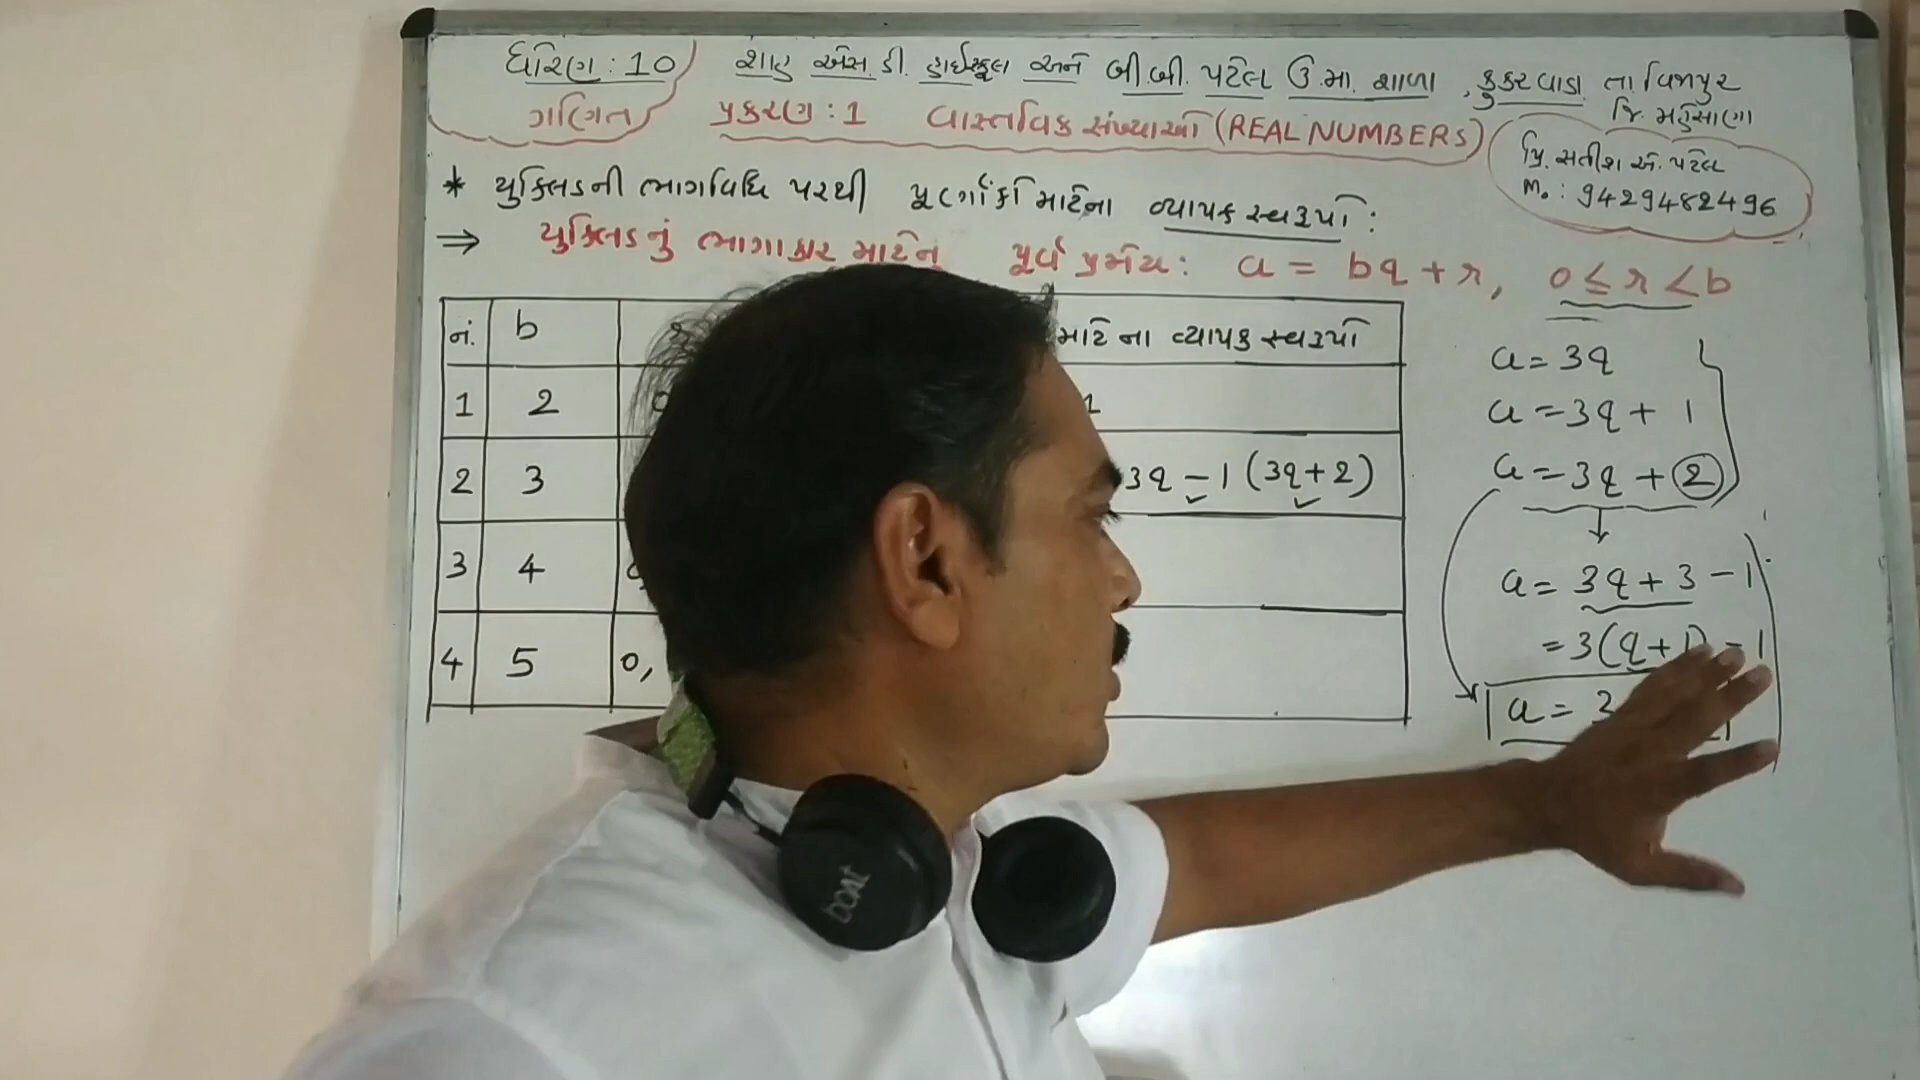 ધોરણ : 10 શાહ એસ.ડી. હાઈસ્કૂલ અને બી.બી. પટેલ ઉ.મા. શાળા , કુકરવાડા તા.વિજાપુર
જિ. મહેસાણા
ગણિત પ્રકરણ : 1 વાસ્તવિક સંખ્યાઓ (REAL NUMBERS)
પ્રિ. સતીશ એ. પટેલ
મો. : 9429482496
* યુક્લિડની ભાગવિધિ પરથી પૂર્ણાંકો માટેના વ્યાપક સ્વરૂપો :
⇒ યુક્લિડનું ભાગાકાર માટેનું પૂર્વ પ્રમેય : a = bq + r, 0 ≤ r < b
નં. b માટેના વ્યાપક સ્વરૂપો
1 2 1
2 3 3q - 1 (3q + 2)
3 4
4 5 0,
a = 3q
a = 3q + 1
a = 3q + 2
a = 3q + 3 - 1
= 3(q + 1) - 1
a =
boat